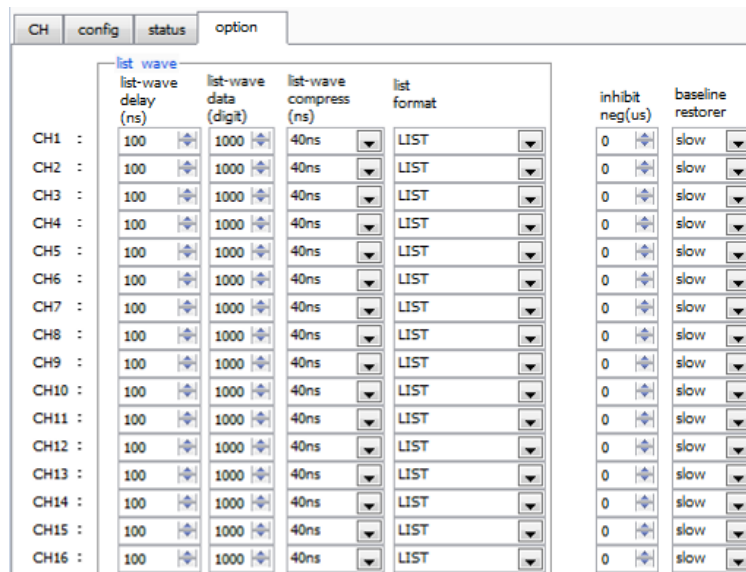 CH config status option
list wave
list-wave delay (ns) list-wave data (digit) list-wave compress (ns) list format inhibit neg(us) baseline restorer
CH1 : 100 1000 40ns LIST 0 slow
CH2 : 100 1000 40ns LIST 0 slow
CH3 : 100 1000 40ns LIST 0 slow
CH4 : 100 1000 40ns LIST 0 slow
CH5 : 100 1000 40ns LIST 0 slow
CH6 : 100 1000 40ns LIST 0 slow
CH7 : 100 1000 40ns LIST 0 slow
CH8 : 100 1000 40ns LIST 0 slow
CH9 : 100 1000 40ns LIST 0 slow
CH10 : 100 1000 40ns LIST 0 slow
CH11 : 100 1000 40ns LIST 0 slow
CH12 : 100 1000 40ns LIST 0 slow
CH13 : 100 1000 40ns LIST 0 slow
CH14 : 100 1000 40ns LIST 0 slow
CH15 : 100 1000 40ns LIST 0 slow
CH16 : 100 1000 40ns LIST 0 slow